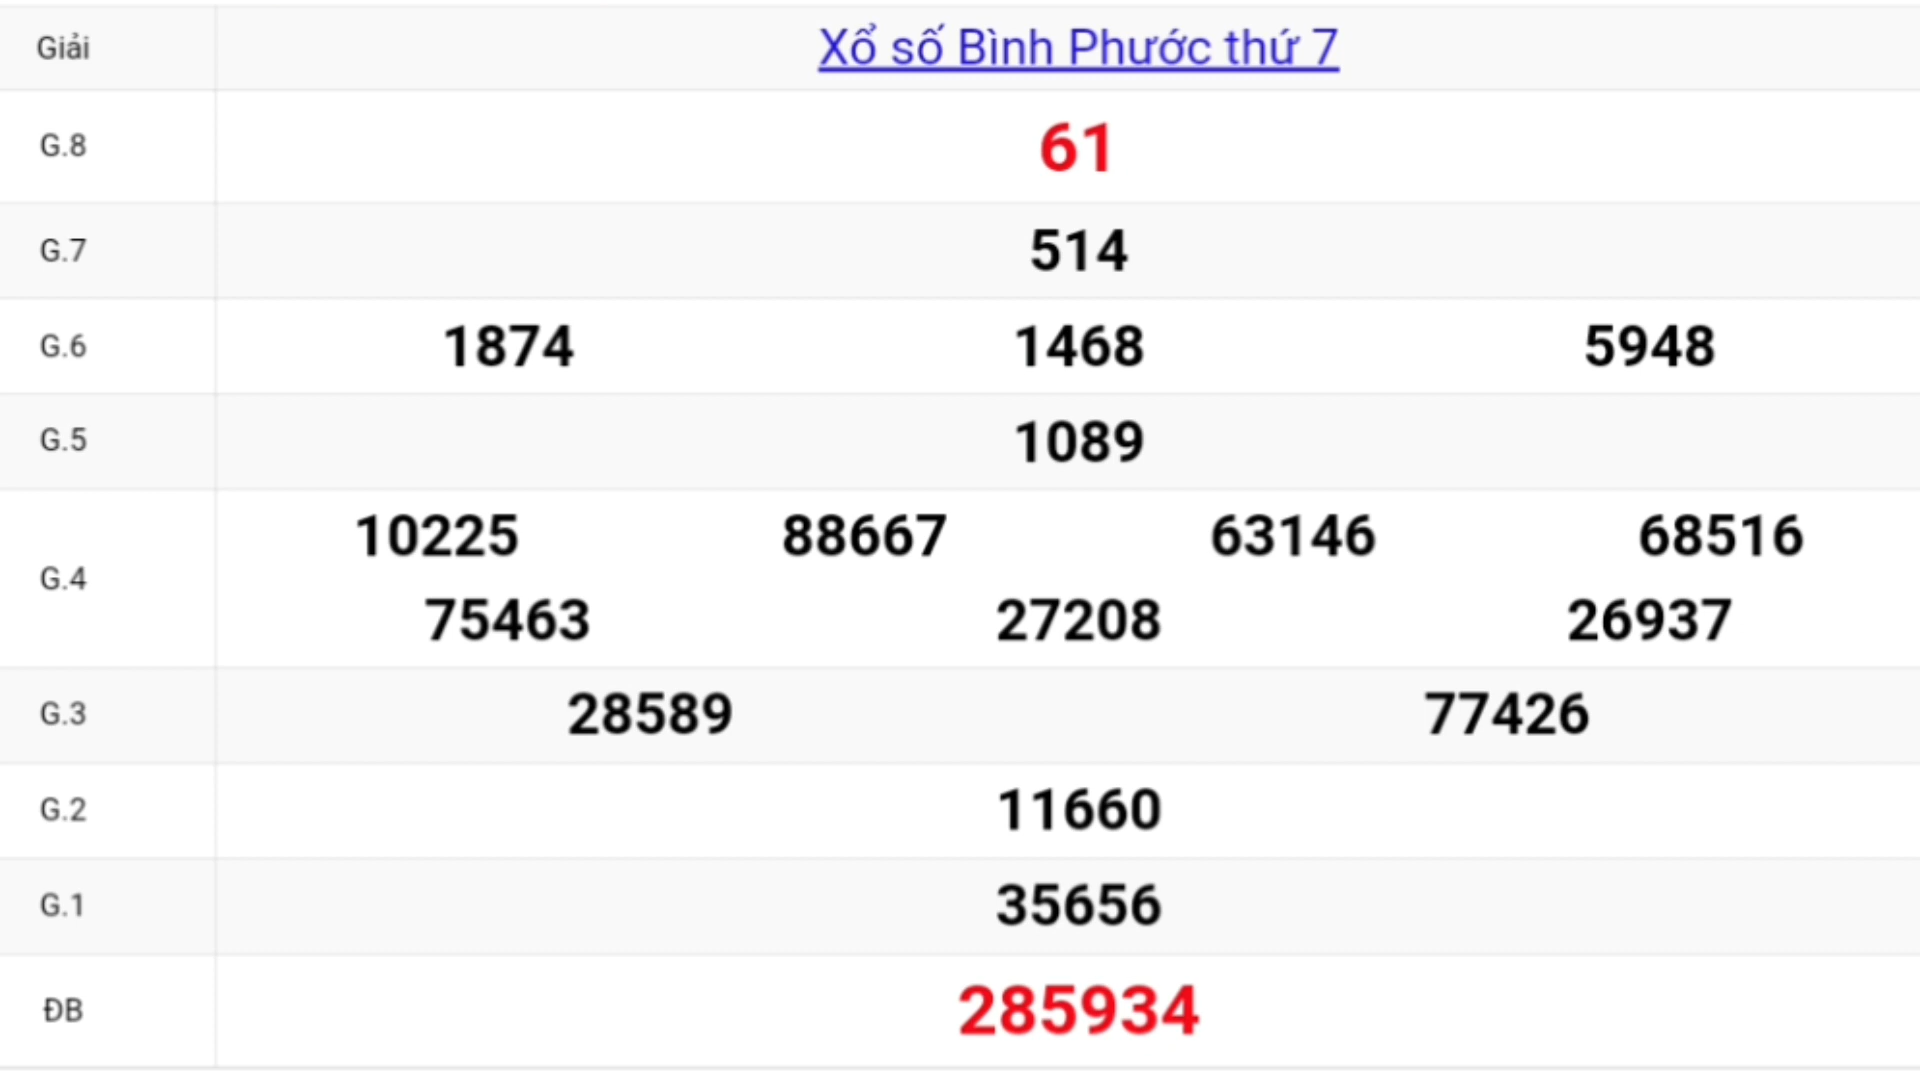 Giải Xổ số Bình Phước thứ 7
G.8 61
G.7 514
G.6 1874 1468 5948
G.5 1089
G.4 10225 88667 63146 68516
75463 27208 26937
G.3 28589 77426
G.2 11660
G.1 35656
ĐB 285934